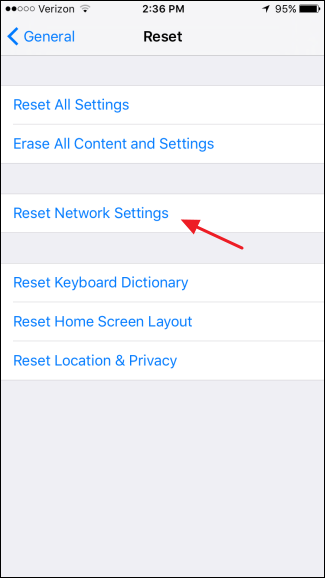 Verizon 2:36 PM 95%
General Reset
Reset All Settings
Erase All Content and Settings
Reset Network Settings
Reset Keyboard Dictionary
Reset Home Screen Layout
Reset Location & Privacy